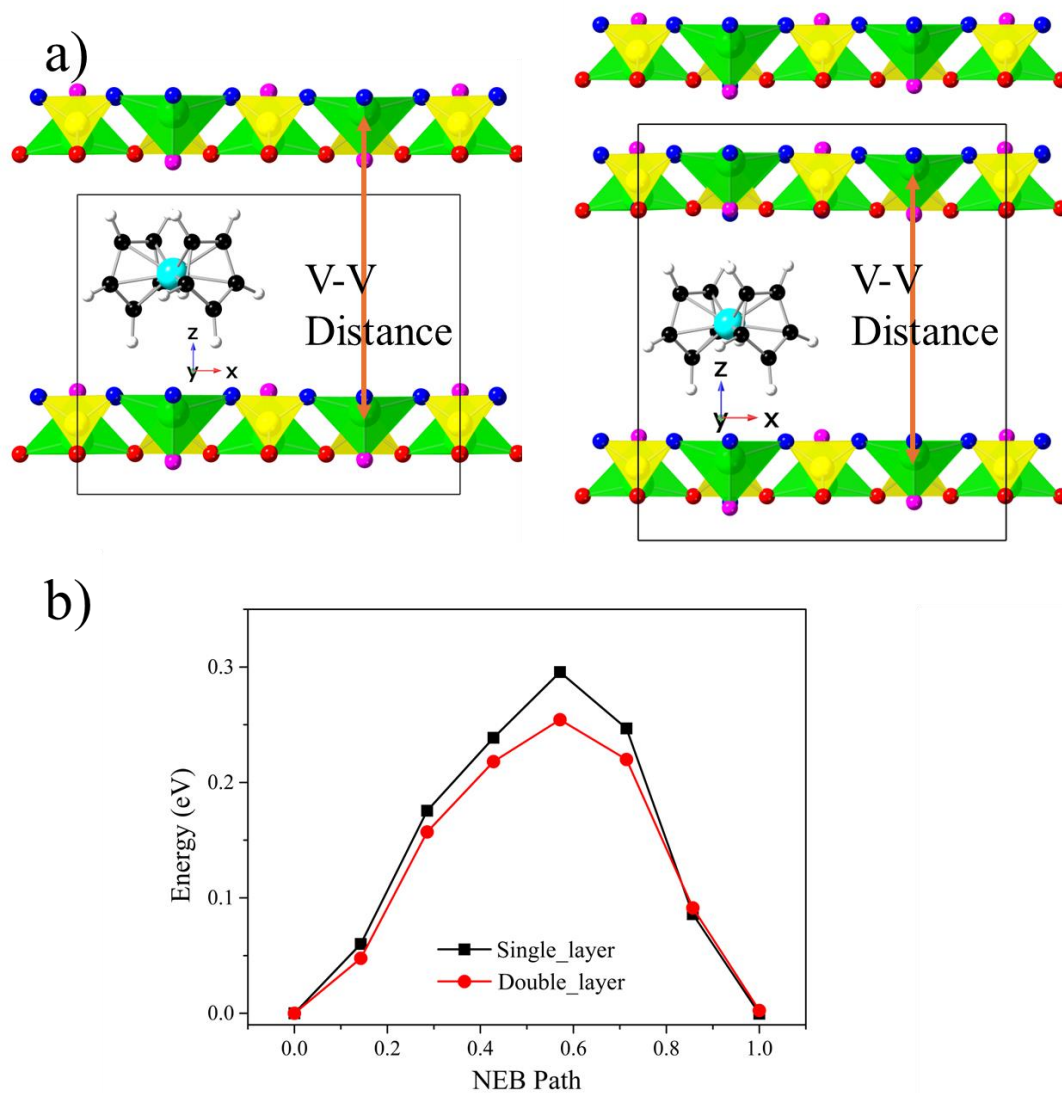 a)
V-V
Distance
z
y
x
V-V
Distance
z
y
x
b)
Energy (eV)
0.3
0.2
0.1
0.0
Single_layer
Double_layer
0.0
0.2
0.4
0.6
0.8
1.0
NEB Path